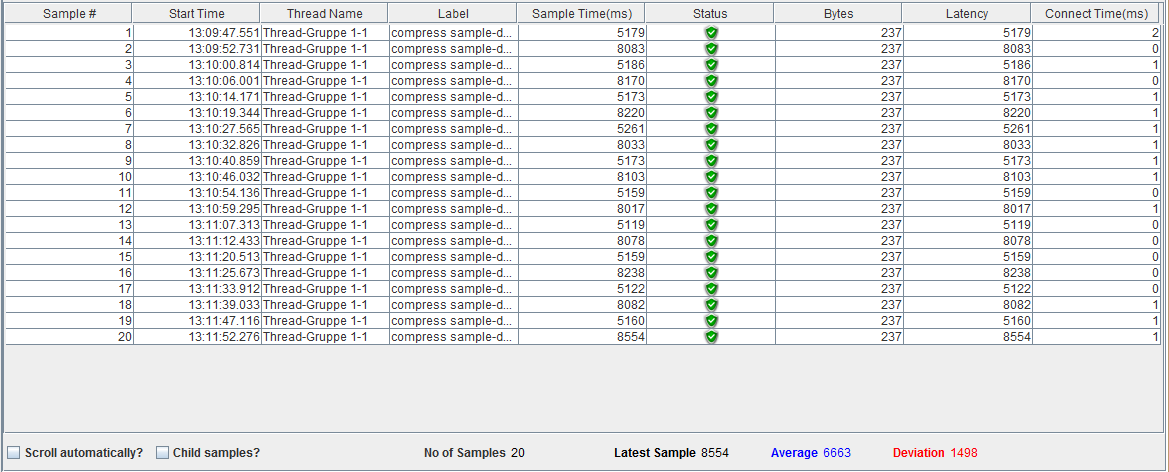 Sample # Start Time Thread Name Label Sample Time(ms) Status Bytes Latency Connect Time(ms)
1 13:09:47.551 Thread-Gruppe 1-1 compress sample-d... 5179 237 5179 2
2 13:09:52.731 Thread-Gruppe 1-1 compress sample-d... 8083 237 8083 0
3 13:10:00.814 Thread-Gruppe 1-1 compress sample-d... 5186 237 5186 1
4 13:10:06.001 Thread-Gruppe 1-1 compress sample-d... 8170 237 8170 0
5 13:10:14.171 Thread-Gruppe 1-1 compress sample-d... 5173 237 5173 1
6 13:10:19.344 Thread-Gruppe 1-1 compress sample-d... 8220 237 8220 1
7 13:10:27.565 Thread-Gruppe 1-1 compress sample-d... 5261 237 5261 1
8 13:10:32.826 Thread-Gruppe 1-1 compress sample-d... 8033 237 8033 1
9 13:10:40.859 Thread-Gruppe 1-1 compress sample-d... 5173 237 5173 1
10 13:10:46.032 Thread-Gruppe 1-1 compress sample-d... 8103 237 8103 1
11 13:10:54.136 Thread-Gruppe 1-1 compress sample-d... 5159 237 5159 0
12 13:10:59.295 Thread-Gruppe 1-1 compress sample-d... 8017 237 8017 1
13 13:11:07.313 Thread-Gruppe 1-1 compress sample-d... 5119 237 5119 0
14 13:11:12.433 Thread-Gruppe 1-1 compress sample-d... 8078 237 8078 0
15 13:11:20.513 Thread-Gruppe 1-1 compress sample-d... 5159 237 5159 0
16 13:11:25.673 Thread-Gruppe 1-1 compress sample-d... 8238 237 8238 0
17 13:11:33.912 Thread-Gruppe 1-1 compress sample-d... 5122 237 5122 0
18 13:11:39.033 Thread-Gruppe 1-1 compress sample-d... 8082 237 8082 1
19 13:11:47.116 Thread-Gruppe 1-1 compress sample-d... 5160 237 5160 1
20 13:11:52.276 Thread-Gruppe 1-1 compress sample-d... 8554 237 8554 1
Scroll automatically? Child samples? No of Samples 20 Latest Sample 8554 Average 6663 Deviation 1498